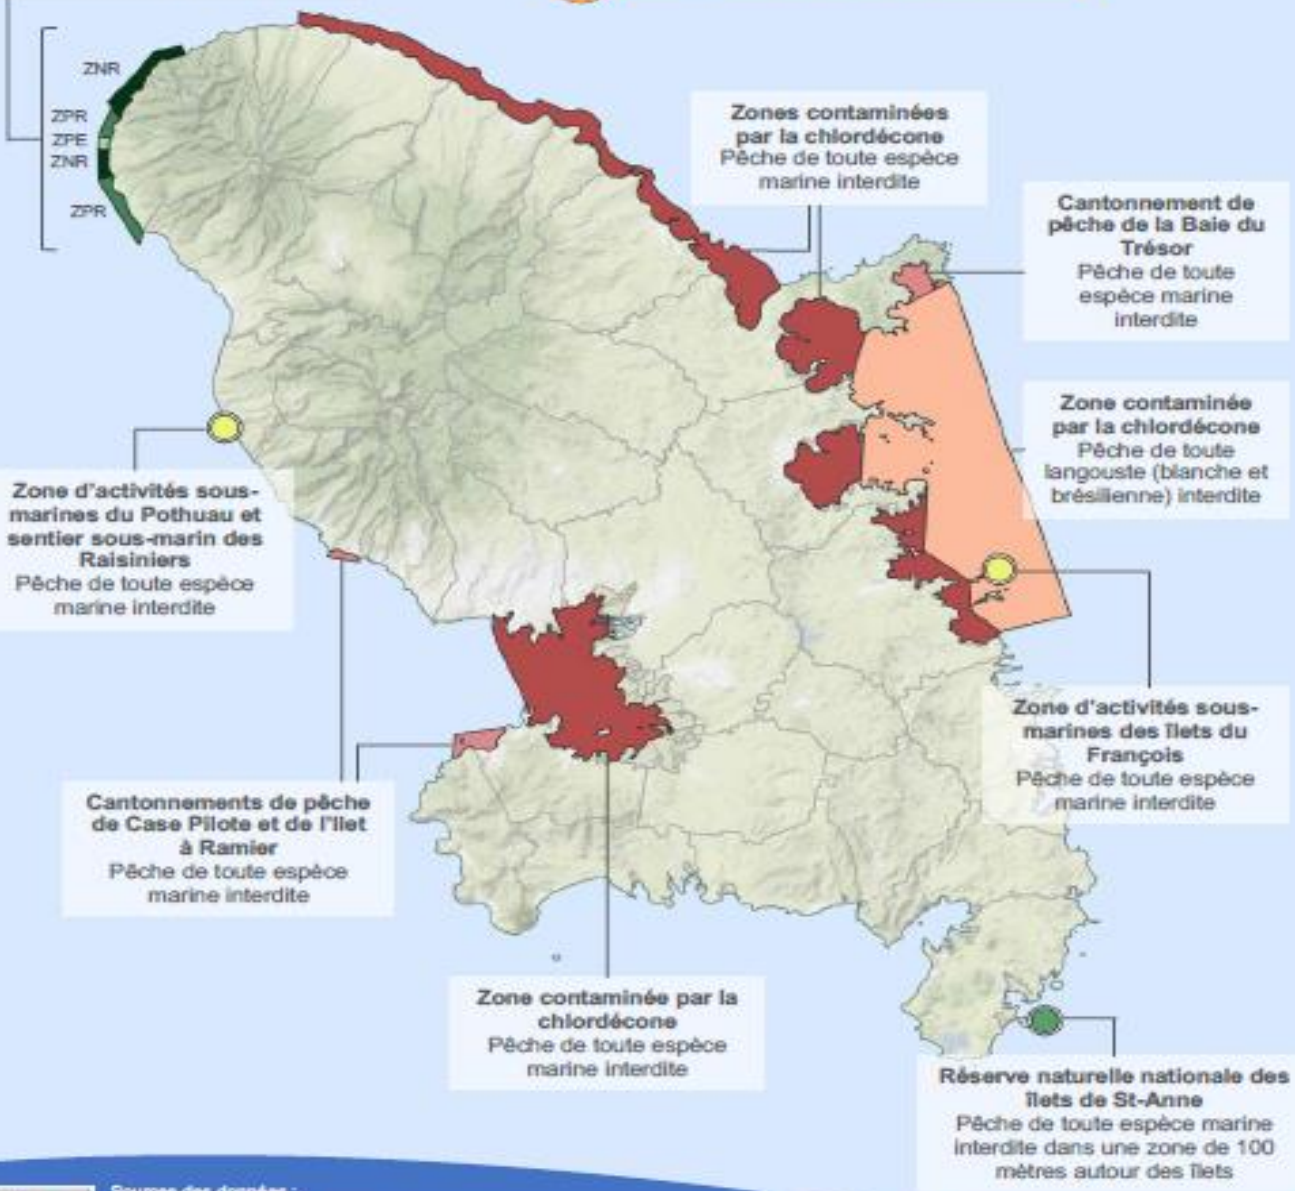 ZNR
ZPR
ZPE
ZNR
ZPR
Zones contaminées
par la chlordécone
Pêche de toute espèce
marine interdite
Cantonnement de
pêche de la Baie du
Trésor
Pêche de toute
espèce marine
interdite
Zone contaminée
par la chlordécone
Pêche de toute
langouste (blanche et
brésilienne) interdite
Zone d'activités sous-
marines du Pothuau et
sentier sous-marin des
Raisiniers
Pêche de toute espèce
marine interdite
Zone d'activités sous-
marines des îlets du
François
Pêche de toute espèce
marine interdite
Cantonnements de pêche
de Case Pilote et de l'Ilet
à Ramier
Pêche de toute espèce
marine interdite
Zone contaminée par la
chlordécone
Pêche de toute espèce
marine interdite
Réserve naturelle nationale des
îlets de St-Anne
Pêche de toute espèce marine
interdite dans une zone de 100
mètres autour des îlets
Sources des données :